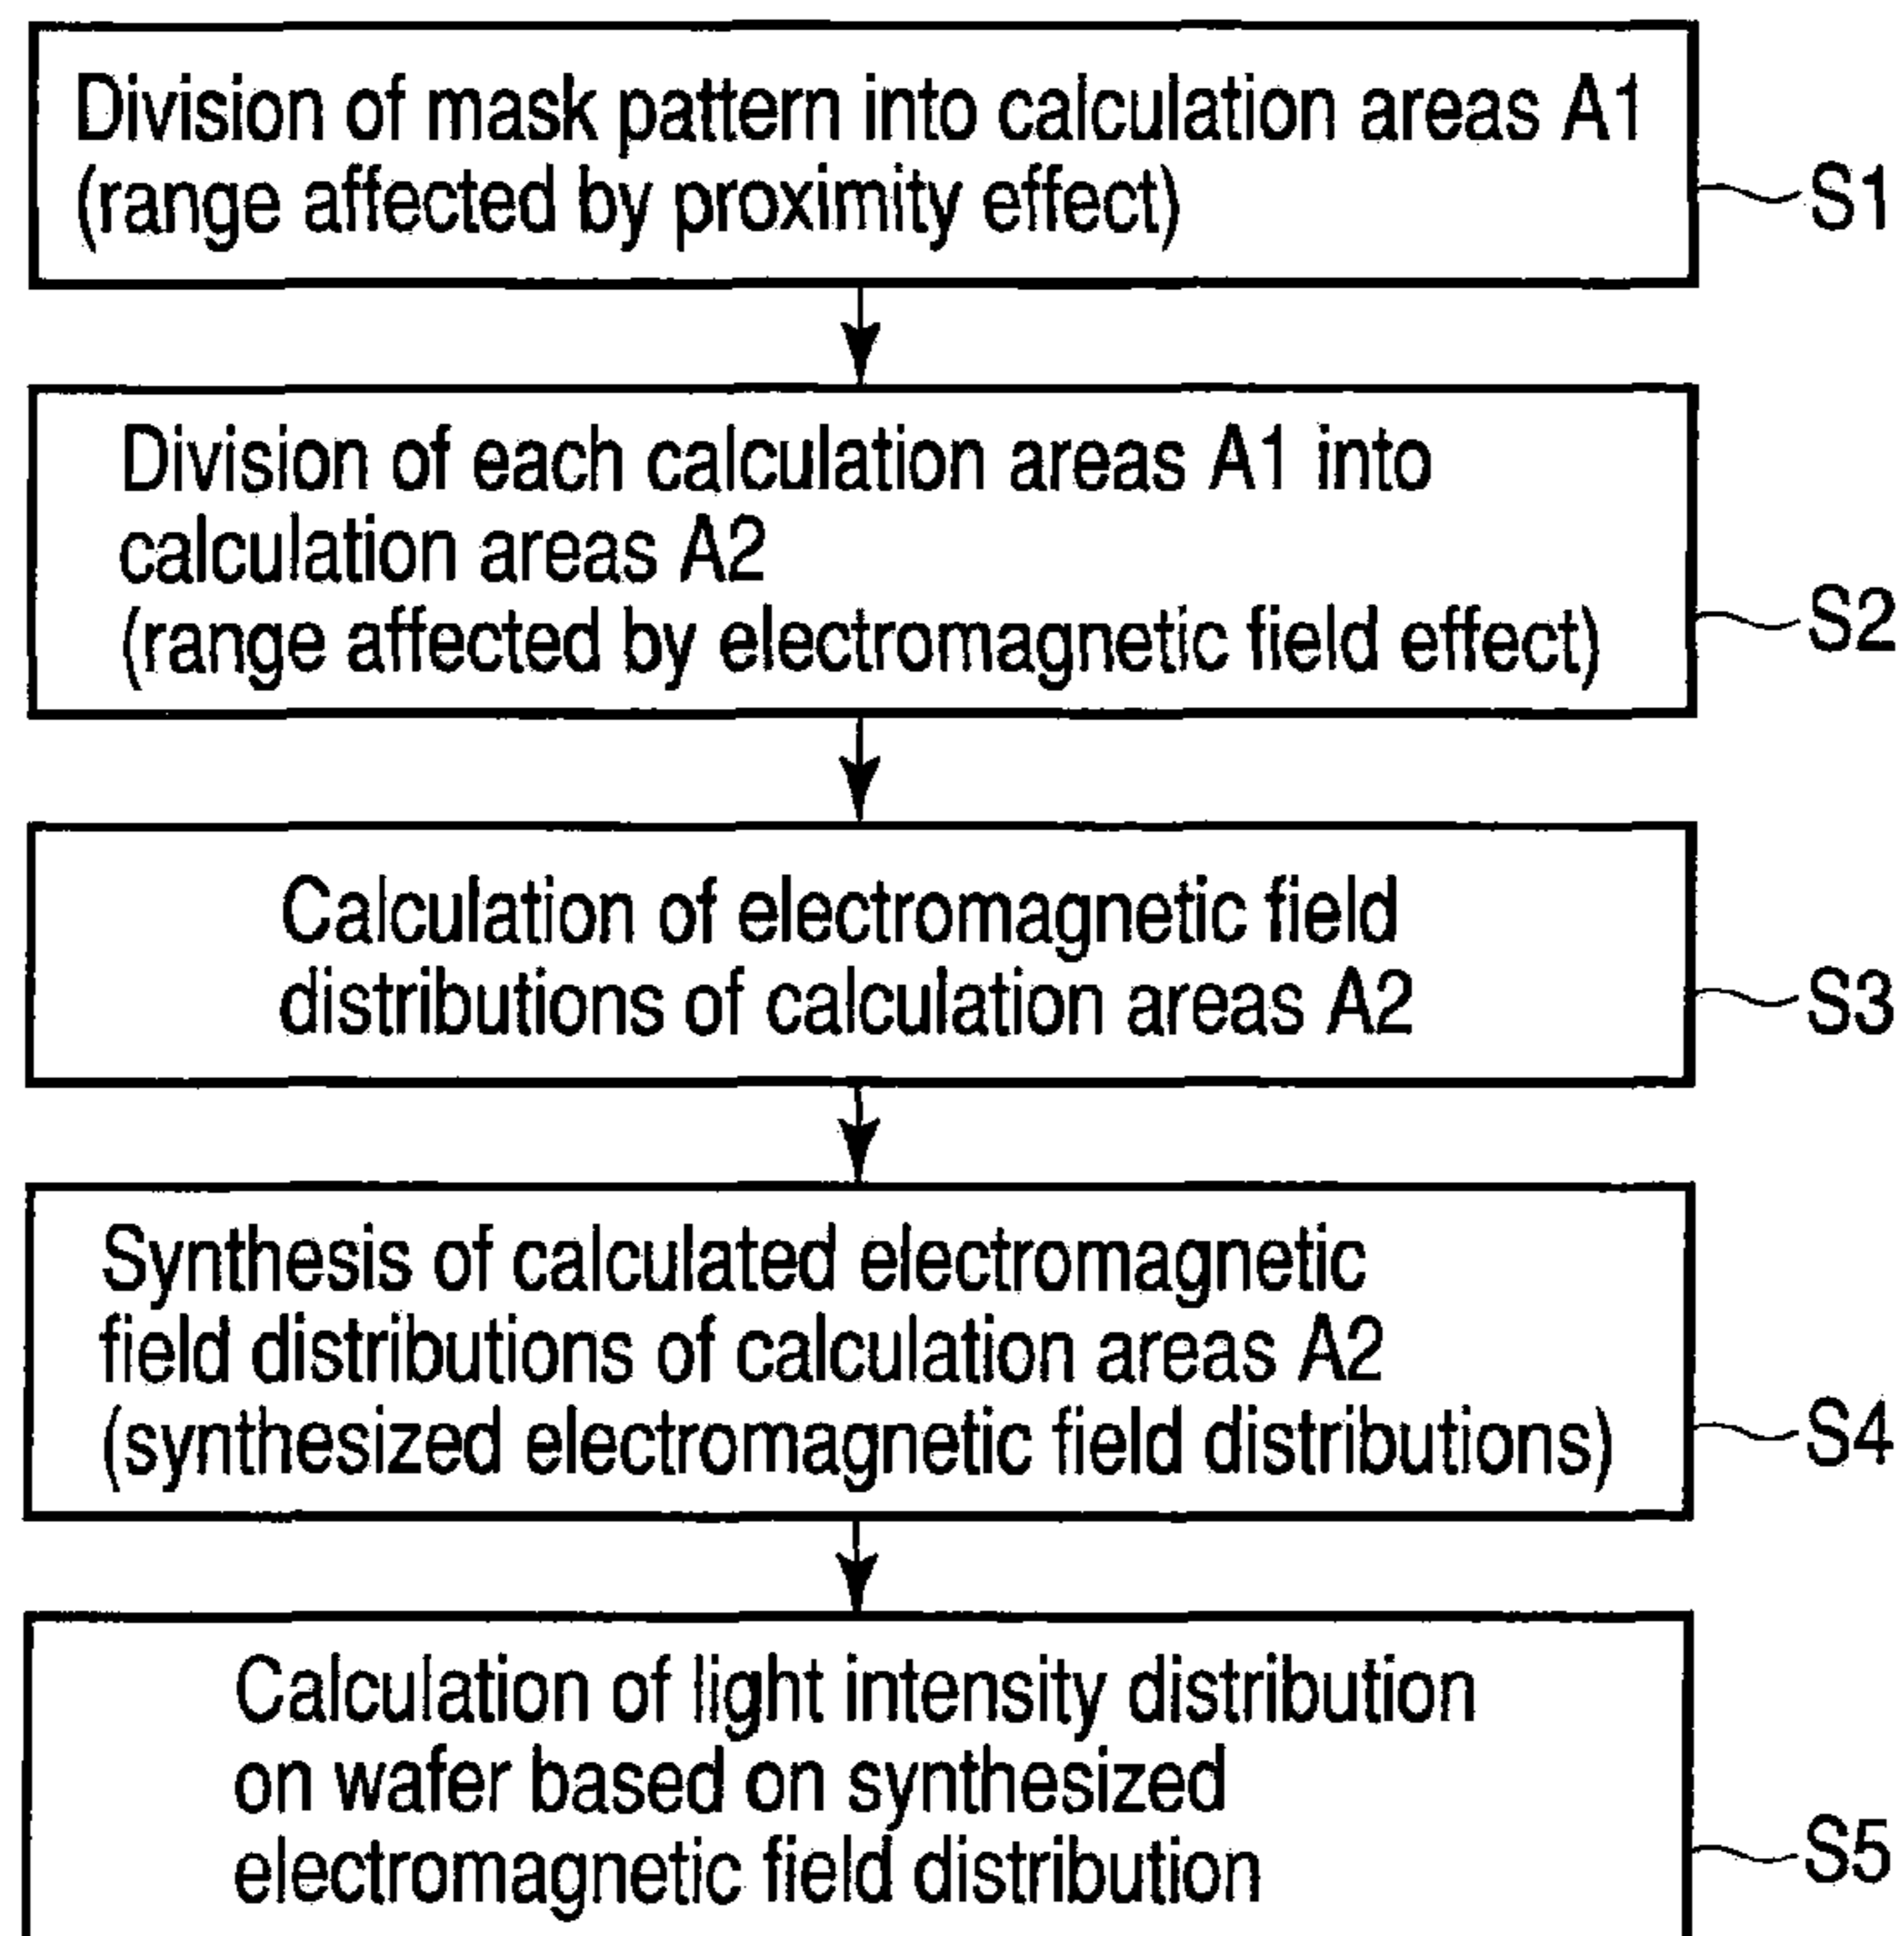 Division of mask pattern into calculation areas A1
(range affected by proximity effect)
S1
Division of each calculation areas A1 into
calculation areas A2
(range affected by electromagnetic field effect)
S2
Calculation of electromagnetic field
distributions of calculation areas A2
S3
Synthesis of calculated electromagnetic
field distributions of calculation areas A2
(synthesized electromagnetic field distributions)
S4
Calculation of light intensity distribution
on wafer based on synthesized
electromagnetic field distribution
S5